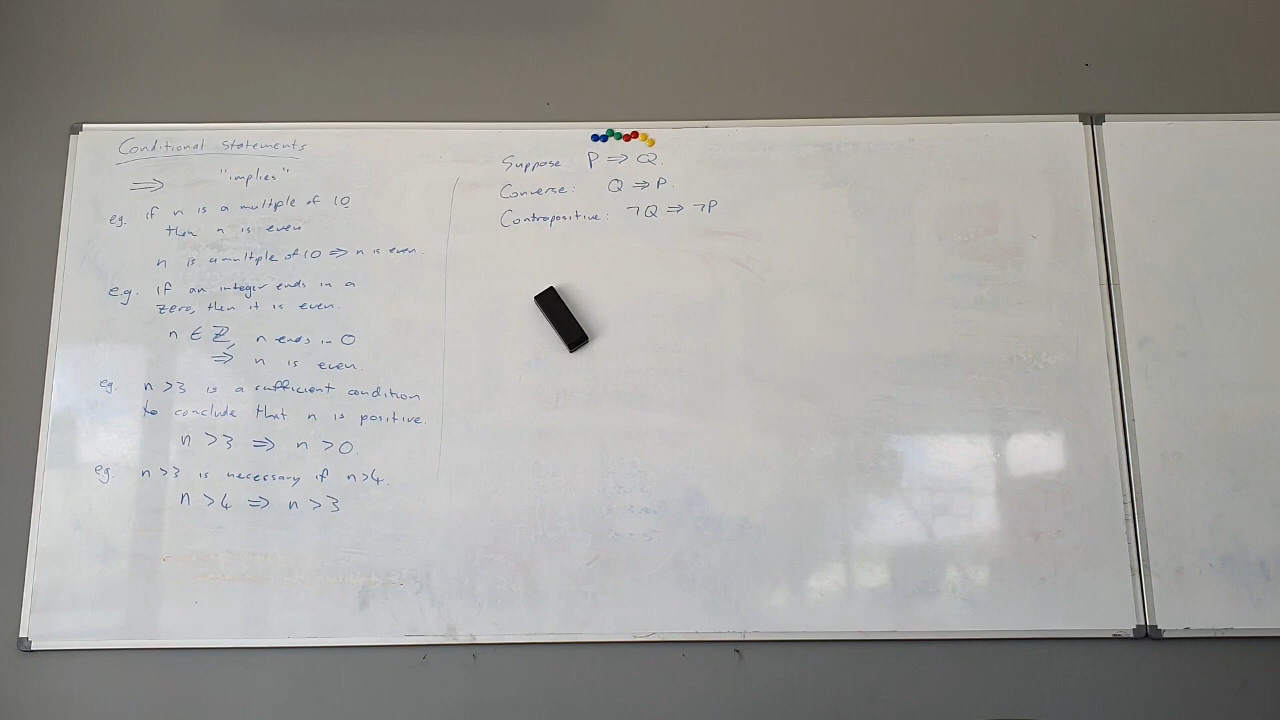 Conditional Statements
⇒ "implies"
eg. if n is a multiple of 10
then n is even
n is a multple of 10 ⇒ n is even.
e.g. if an integer ends in a
zero, then it is even.
n ∈ ℤ, n ends in 0
⇒ n is even.
eg. n > 3 is a sufficient condition
to conclude that n is positive.
n > 3 ⇒ n > 0.
eg. n > 3 is necessary if n > 4.
n > 4 ⇒ n > 3
Suppose P ⇒ Q.
Converse: Q ⇒ P.
Contrapositive: ¬Q ⇒ ¬P